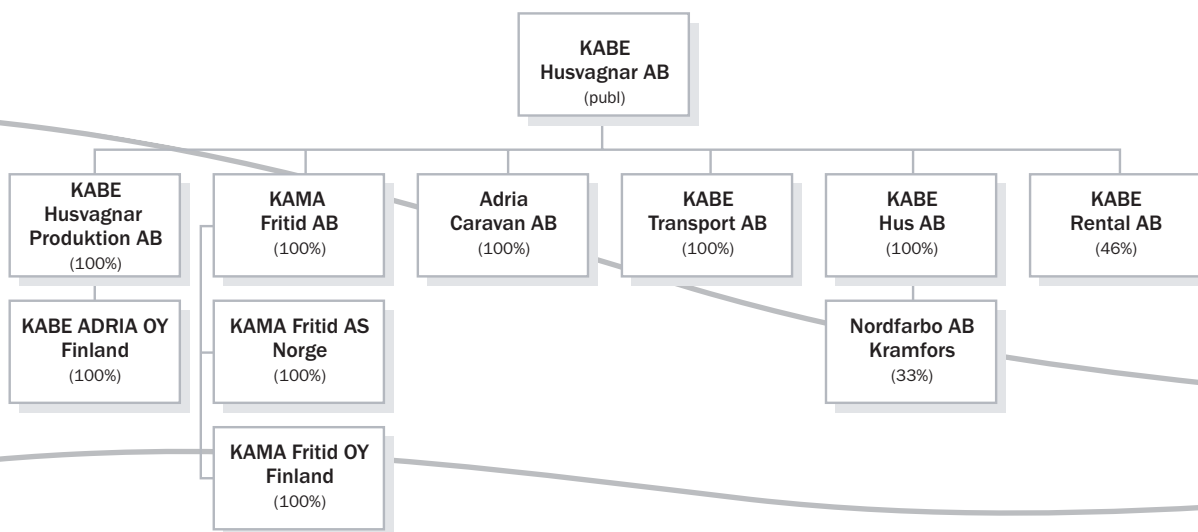 KABE
Husvagnar AB
(publ)
KABE
Husvagnar
Produktion AB
(100%)
KAMA
Fritid AB
(100%)
Adria
Caravan AB
(100%)
KABE
Transport AB
(100%)
KABE
Hus AB
(100%)
KABE
Rental AB
(46%)
KABE ADRIA OY
Finland
(100%)
KAMA Fritid AS
Norge
(100%)
Nordfarbo AB
Kramfors
(33%)
KAMA Fritid OY
Finland
(100%)